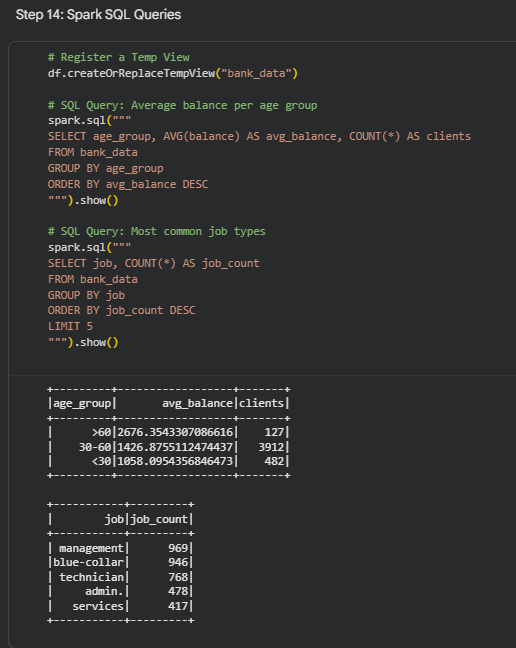 Step 14: Spark SQL Queries
# Register a Temp View
df.createOrReplaceTempView("bank_data")
# SQL Query: Average balance per age group
spark.sql("""
SELECT age_group, AVG(balance) AS avg_balance, COUNT(*) AS clients
FROM bank_data
GROUP BY age_group
ORDER BY avg_balance DESC
""").show()
# SQL Query: Most common job types
spark.sql("""
SELECT job, COUNT(*) AS job_count
FROM bank_data
GROUP BY job
ORDER BY job_count DESC
LIMIT 5
""").show()
+---------+------------------+-------+
|age_group|       avg_balance|clients|
+---------+------------------+-------+
|      >60|2676.3543307086616|    127|
|    30-60|1426.8755112474437|   3912|
|      <30|1058.0954356846473|    482|
+---------+------------------+-------+
+-----------+---------+
|        job|job_count|
+-----------+---------+
| management|      969|
|blue-collar|      946|
| technician|      768|
|     admin.|      478|
|   services|      417|
+-----------+---------+